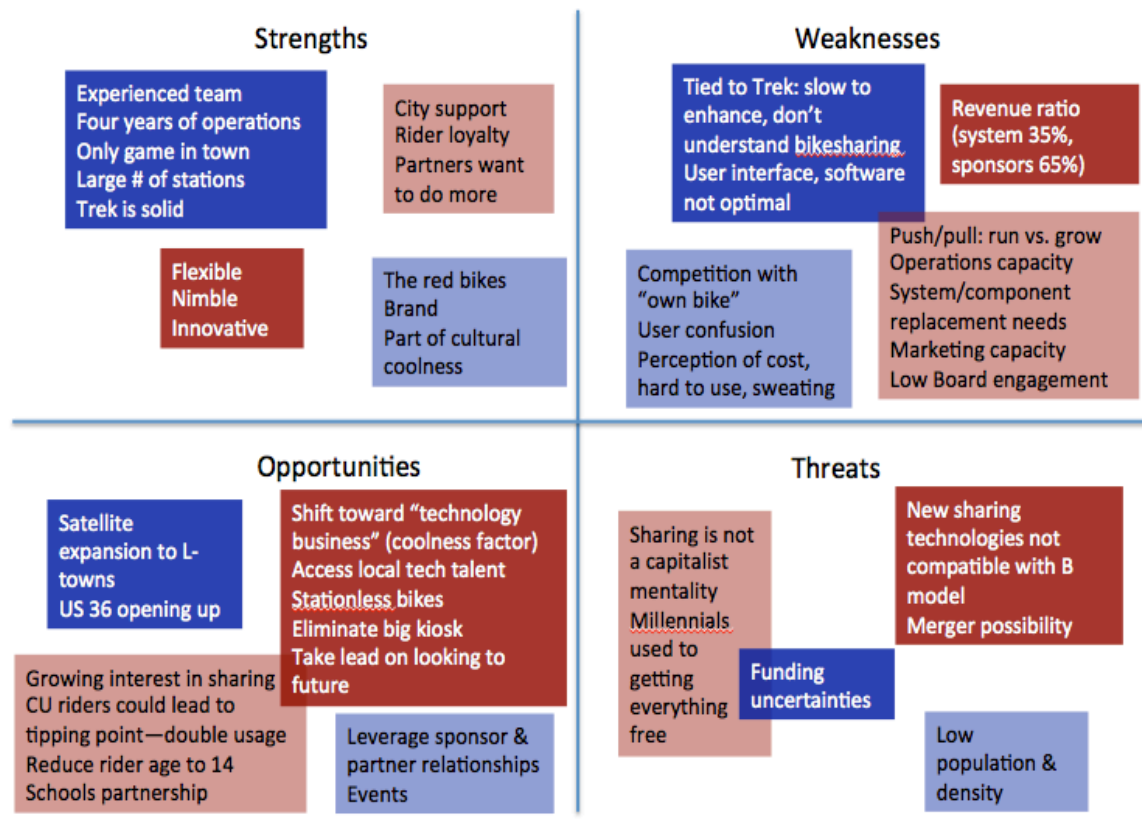 Strengths
Experienced team
Four years of operations
Only game in town
Large # of stations
Trek is solid
City support
Rider loyalty
Partners want
to do more
Flexible
Nimble
Innovative
The red bikes
Brand
Part of cultural
coolness
Weaknesses
Tied to Trek: slow to
enhance, don’t
understand bikesharing
User interface, software
not optimal
Revenue ratio
(system 35%,
sponsors 65%)
Competition with
“own bike”
User confusion
Perception of cost,
hard to use, sweating
Push/pull: run vs. grow
Operations capacity
System/component
replacement needs
Marketing capacity
Low Board engagement
Opportunities
Satellite
expansion to L-
towns
US 36 opening up
Shift toward “technology
business” (coolness factor)
Access local tech talent
Stationless bikes
Eliminate big kiosk
Take lead on looking to
future
Growing interest in sharing
CU riders could lead to
tipping point—double usage
Reduce rider age to 14
Schools partnership
Leverage sponsor &
partner relationships
Events
Threats
Sharing is not
a capitalist
mentality
Millennials
used to
getting
everything
free
Funding
uncertainties
New sharing
technologies not
compatible with B
model
Merger possibility
Low
population &
density